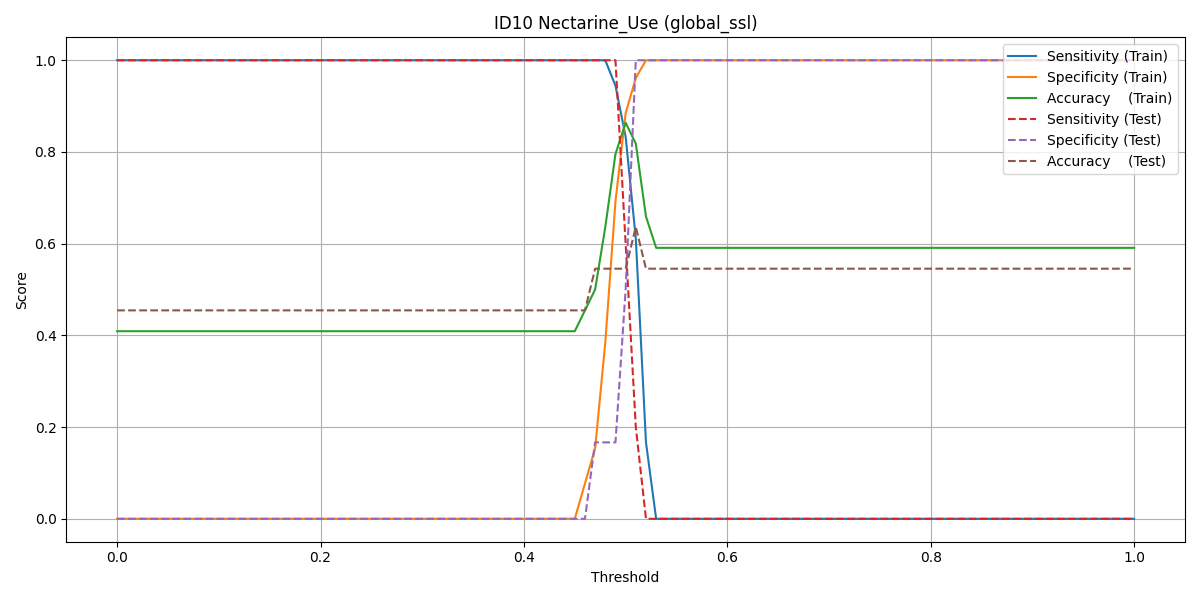 ID10 Nectarine_Use (global_ssl)
Sensitivity (Train)
Specificity (Train)
Accuracy    (Train)
Sensitivity (Test)
Specificity (Test)
Accuracy    (Test)
Score
1.0
0.8
0.6
0.4
0.2
0.0
0.0 0.2 0.4 0.6 0.8 1.0
Threshold